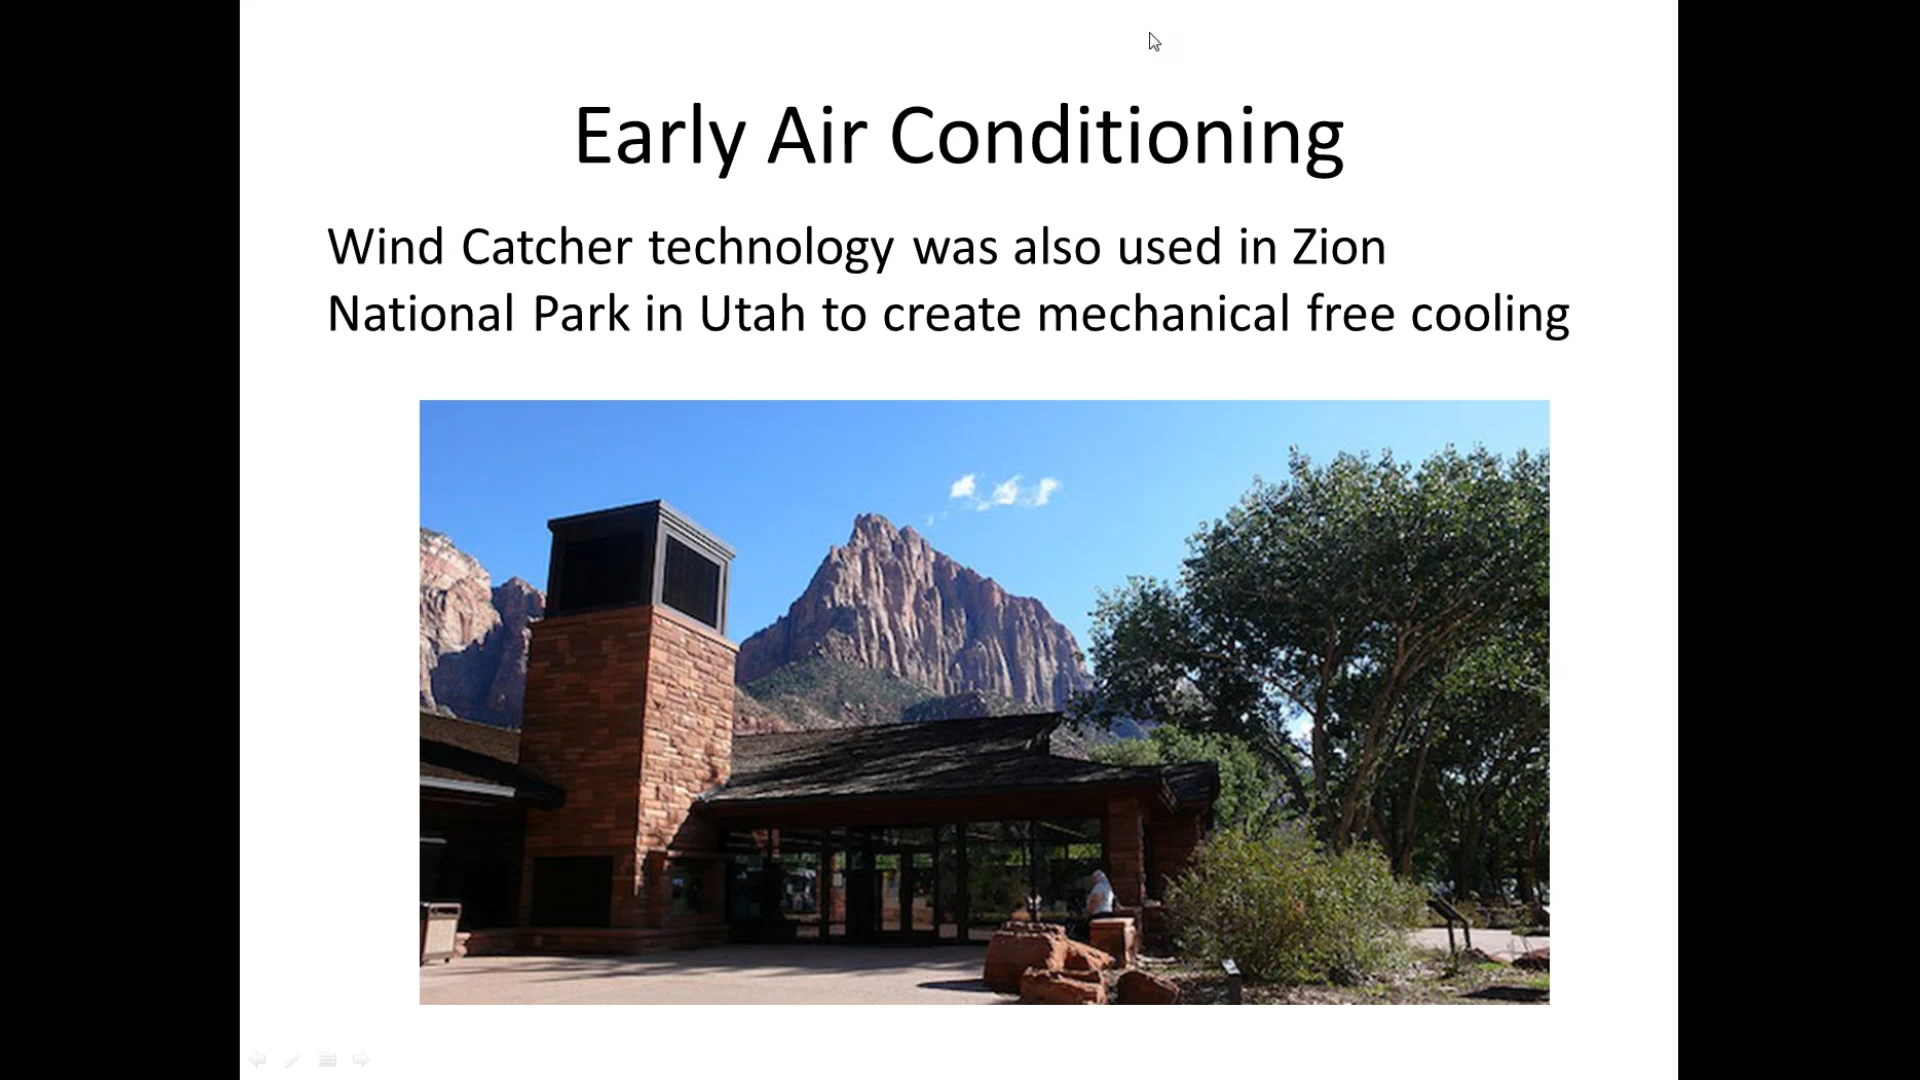 Early Air Conditioning
Wind Catcher technology was also used in Zion
National Park in Utah to create mechanical free cooling